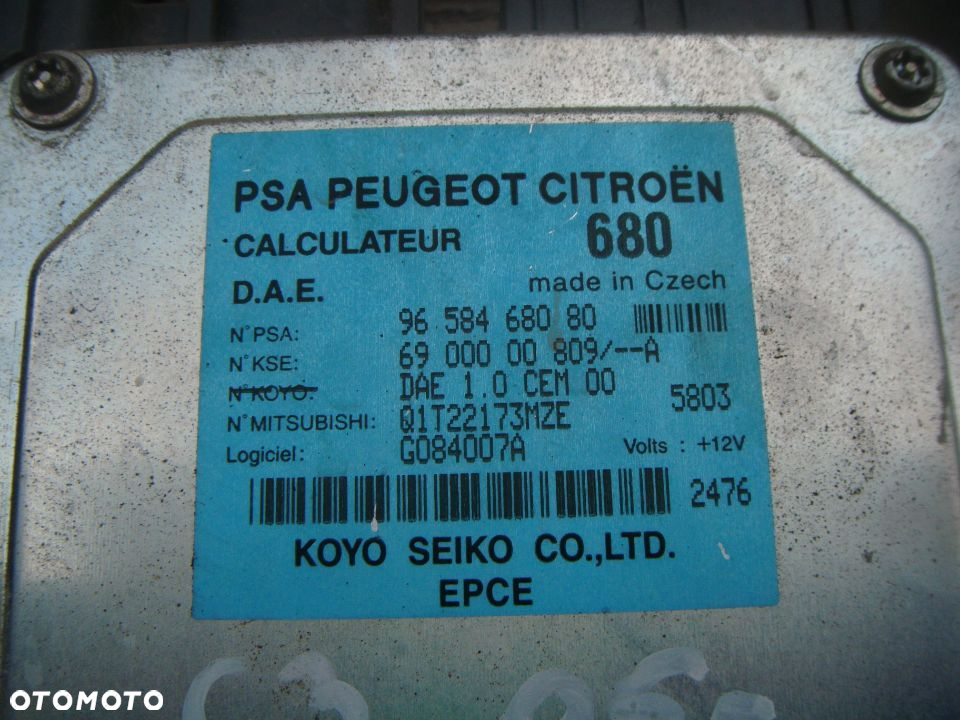 PSA PEUGEOT CITROËN
CALCULATEUR 680
D.A.E. made in Czech
N°PSA: 96 584 680 80
N°KSE: 69 000 00 809/--A
N°KOYO: DAE 1.0 CEM 00
5803
N°MITSUBISHI: Q1T22173MZE
Logiciel: G084007A Volts : +12V
2476
KOYO SEIKO CO.,LTD.
EPCE
C3
OTOMOTO